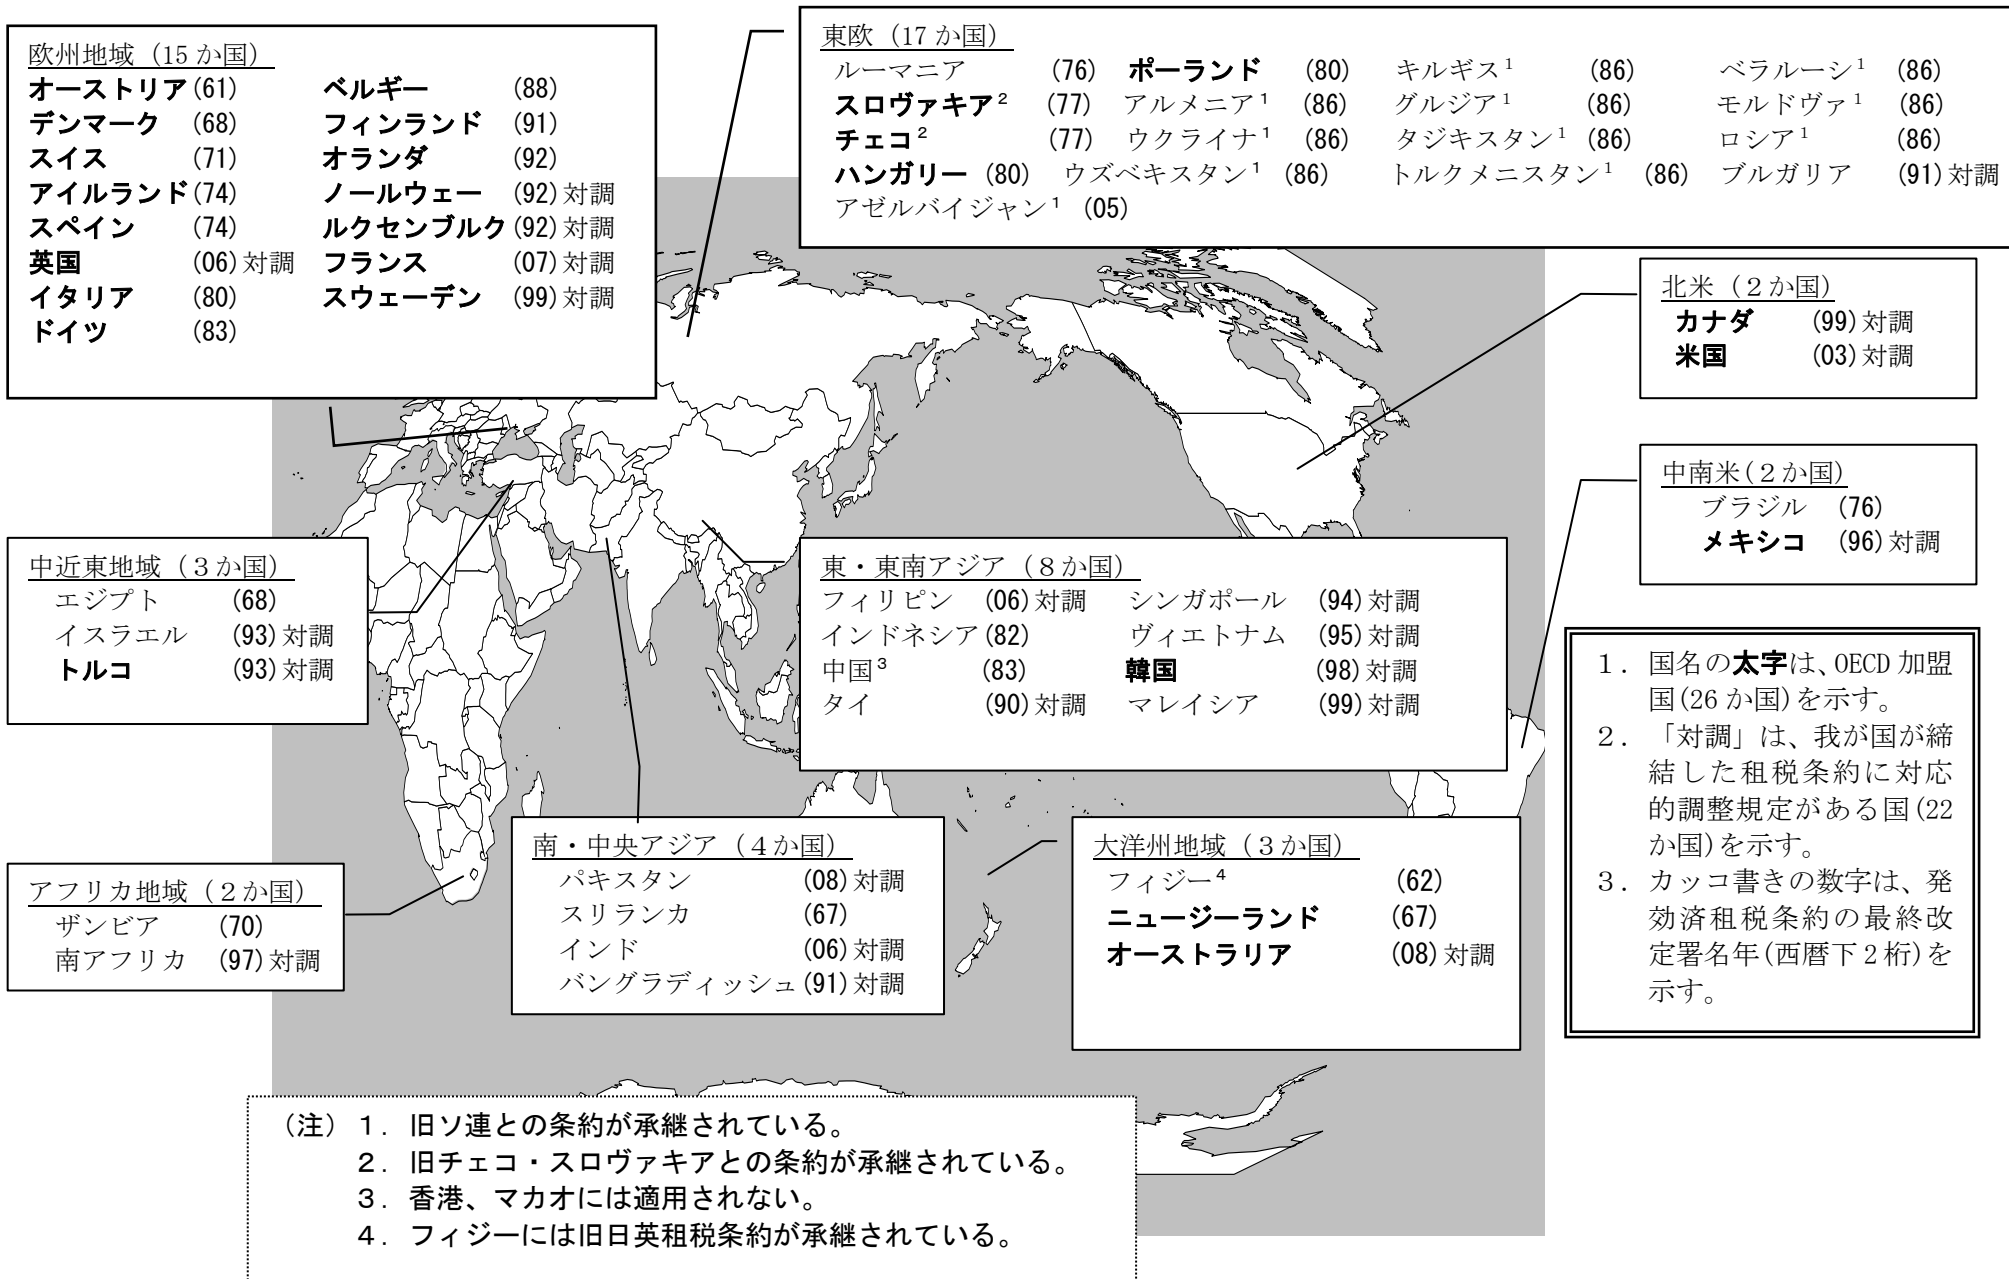 欧州地域 (15 か国)
オーストリア (61) ベルギー (88)
デンマーク (68) フィンランド (91)
スイス (71) オランダ (92)
アイルランド (74) ノールウェー (92) 対調
スペイン (74) ルクセンブルク (92) 対調
英国 (06) 対調 フランス (07) 対調
イタリア (80) スウェーデン (99) 対調
ドイツ (83)
東欧 (17 か国)
ルーマニア (76) ポーランド (80) キルギス¹ (86) ベラルーシ¹ (86)
スロヴァキア² (77) アルメニア¹ (86) グルジア¹ (86) モルドヴァ¹ (86)
チェコ² (77) ウクライナ¹ (86) タジキスタン¹ (86) ロシア¹ (86)
ハンガリー (80) ウズベキスタン¹ (86) トルクメニスタン¹ (86) ブルガリア (91) 対調
アゼルバイジャン¹ (05)
北米 (2 か国)
カナダ (99) 対調
米国 (03) 対調
中南米 (2 か国)
ブラジル (76)
メキシコ (96) 対調
中近東地域 (3 か国)
エジプト (68)
イスラエル (93) 対調
トルコ (93) 対調
東・東南アジア (8 か国)
フィリピン (06) 対調 シンガポール (94) 対調
インドネシア (82) ヴィエトナム (95) 対調
中国³ (83) 韓国 (98) 対調
タイ (90) 対調 マレイシア (99) 対調
アフリカ地域 (2 か国)
ザンビア (70)
南アフリカ (97) 対調
南・中央アジア (4 か国)
パキスタン (08) 対調
スリランカ (67)
インド (06) 対調
バングラディッシュ (91) 対調
大洋州地域 (3 か国)
フィジー⁴ (62)
ニュージーランド (67)
オーストラリア (08) 対調
1. 国名の太字は、OECD 加盟
国(26 か国)を示す。
2. 「対調」は、我が国が締
結した租税条約に対応
的調整規定がある国(22
か国)を示す。
3. カッコ書きの数字は、発
効済租税条約の最終改
定署名年(西暦下2桁)を
示す。
(注) 1. 旧ソ連との条約が承継されている。
2. 旧チェコ・スロヴァキアとの条約が承継されている。
3. 香港、マカオには適用されない。
4. フィジーには旧日英租税条約が承継されている。